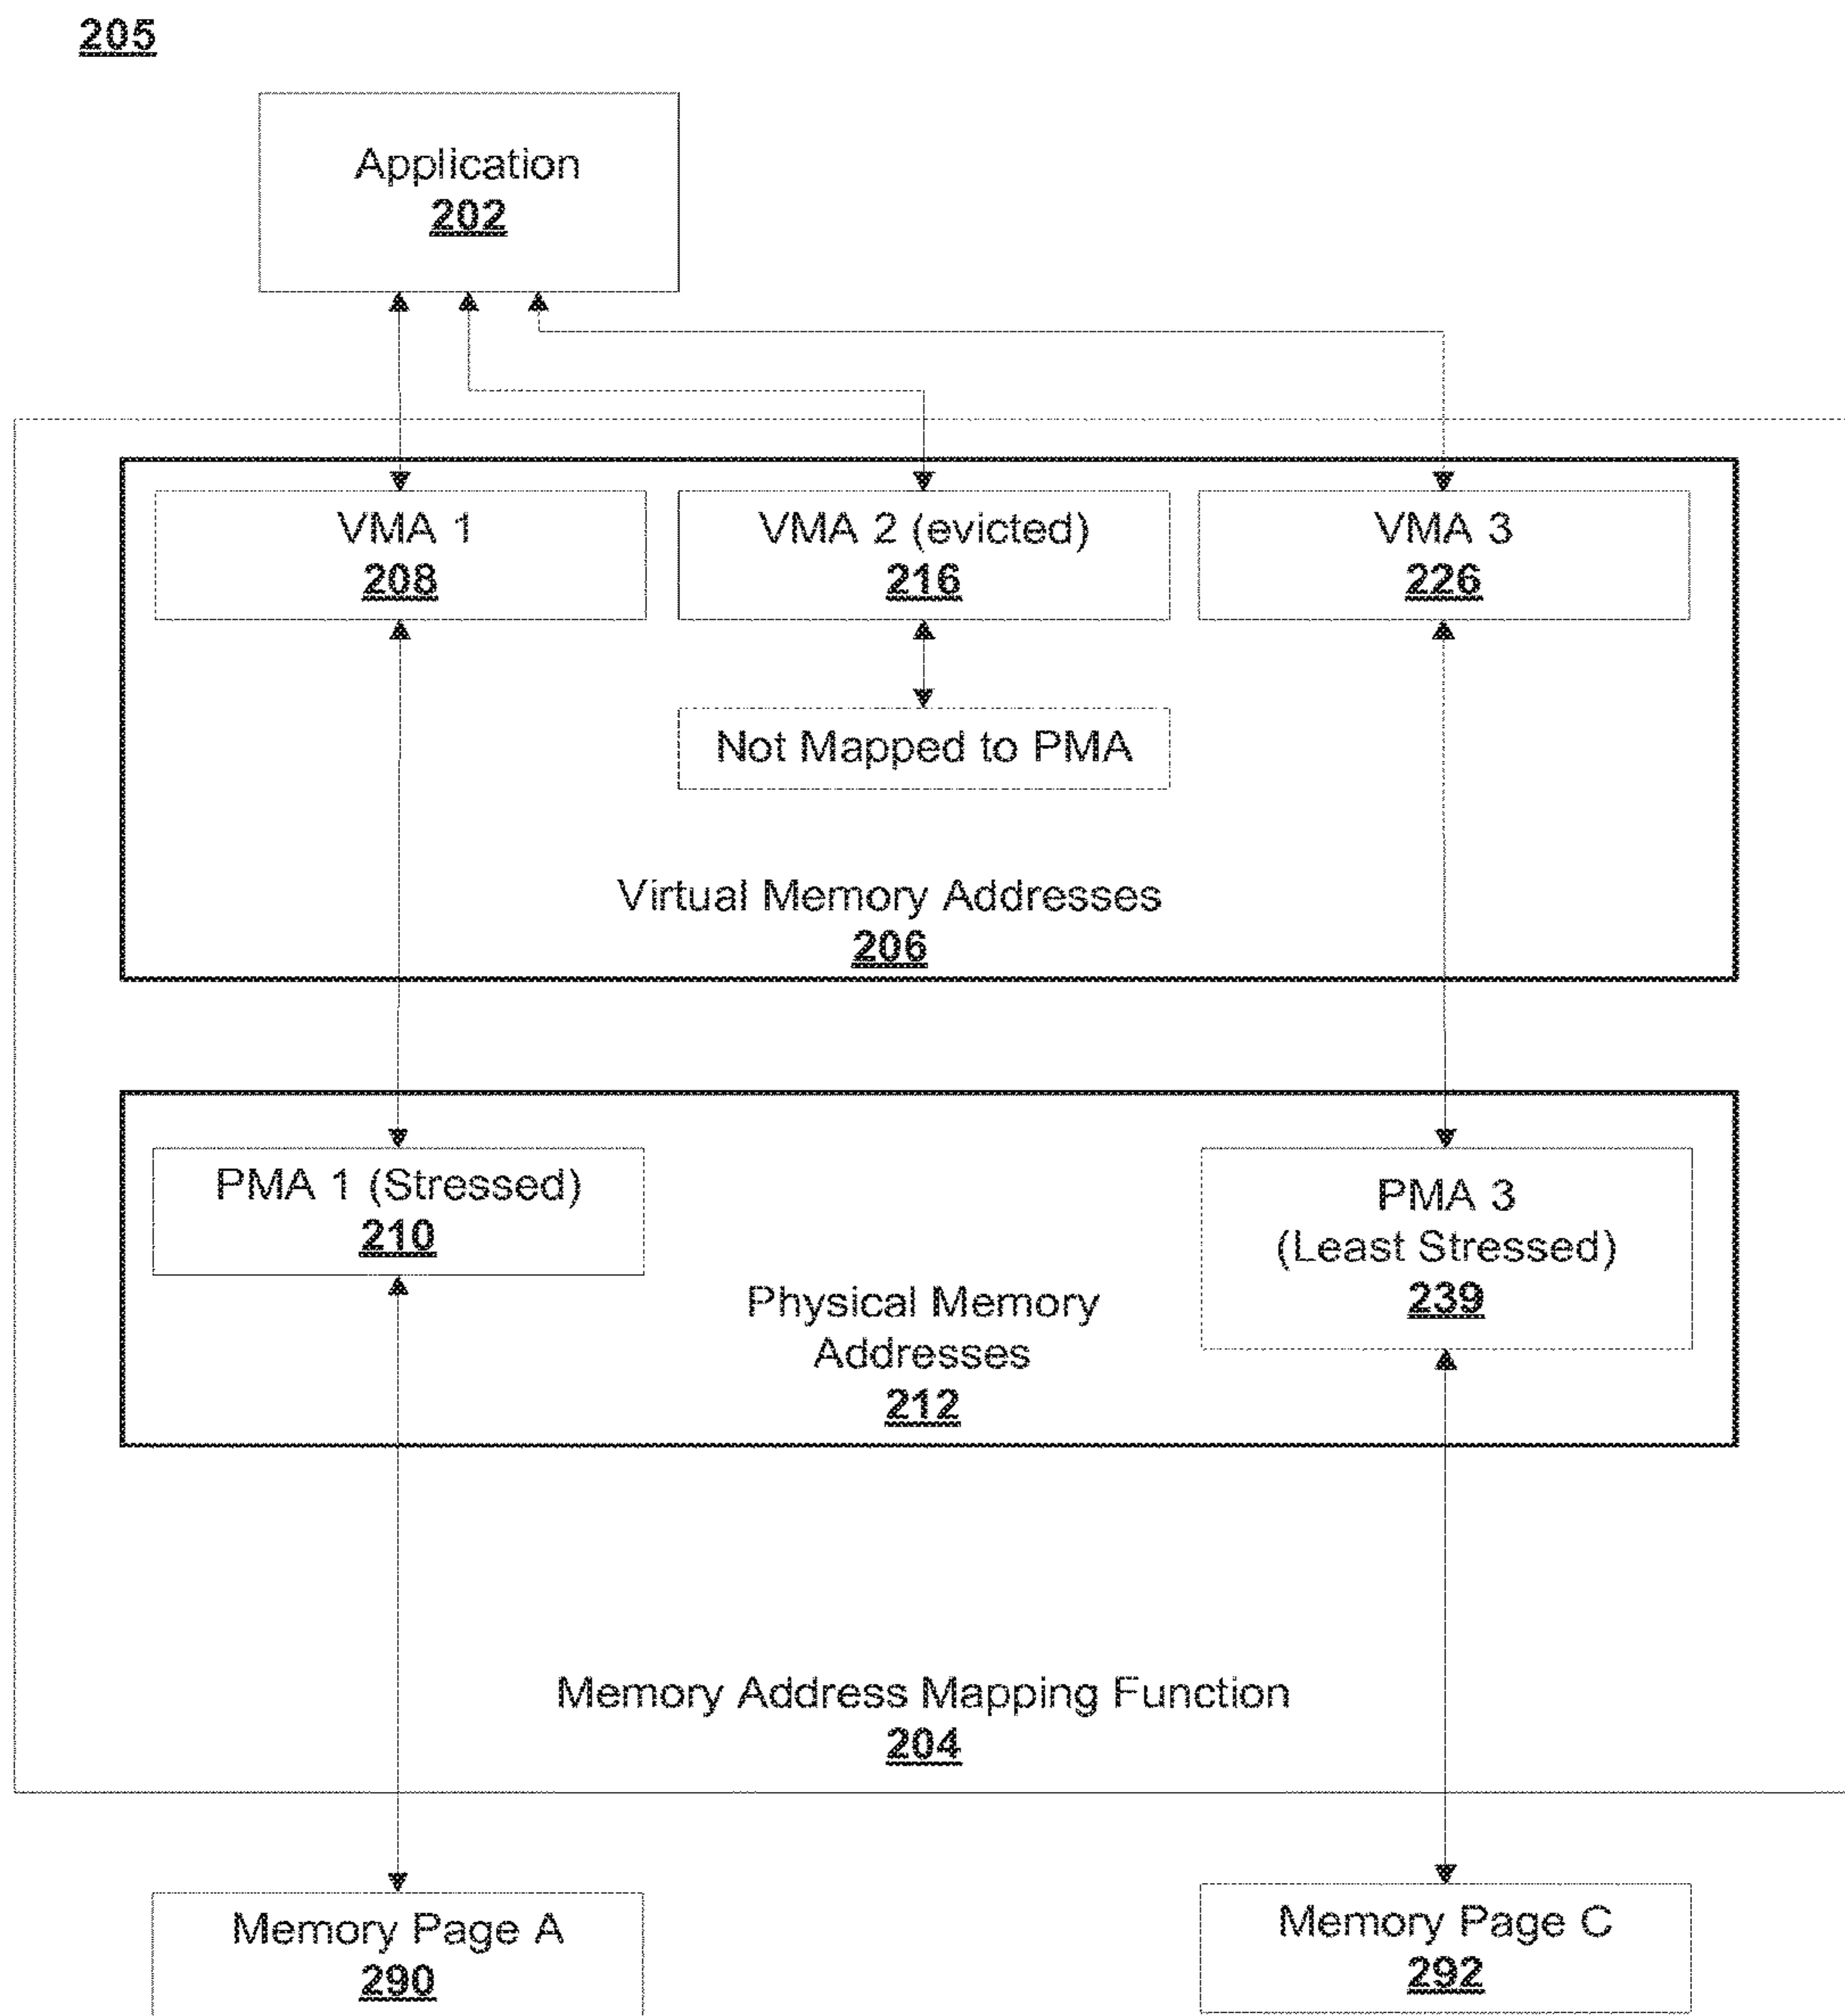 205
Application
202
VMA 1
208
VMA 2 (evicted)
216
VMA 3
226
Not Mapped to PMA
Virtual Memory Addresses
206
PMA 1 (Stressed)
210
PMA 3
(Least Stressed)
239
Physical Memory
Addresses
212
Memory Address Mapping Function
204
Memory Page A
290
Memory Page C
292